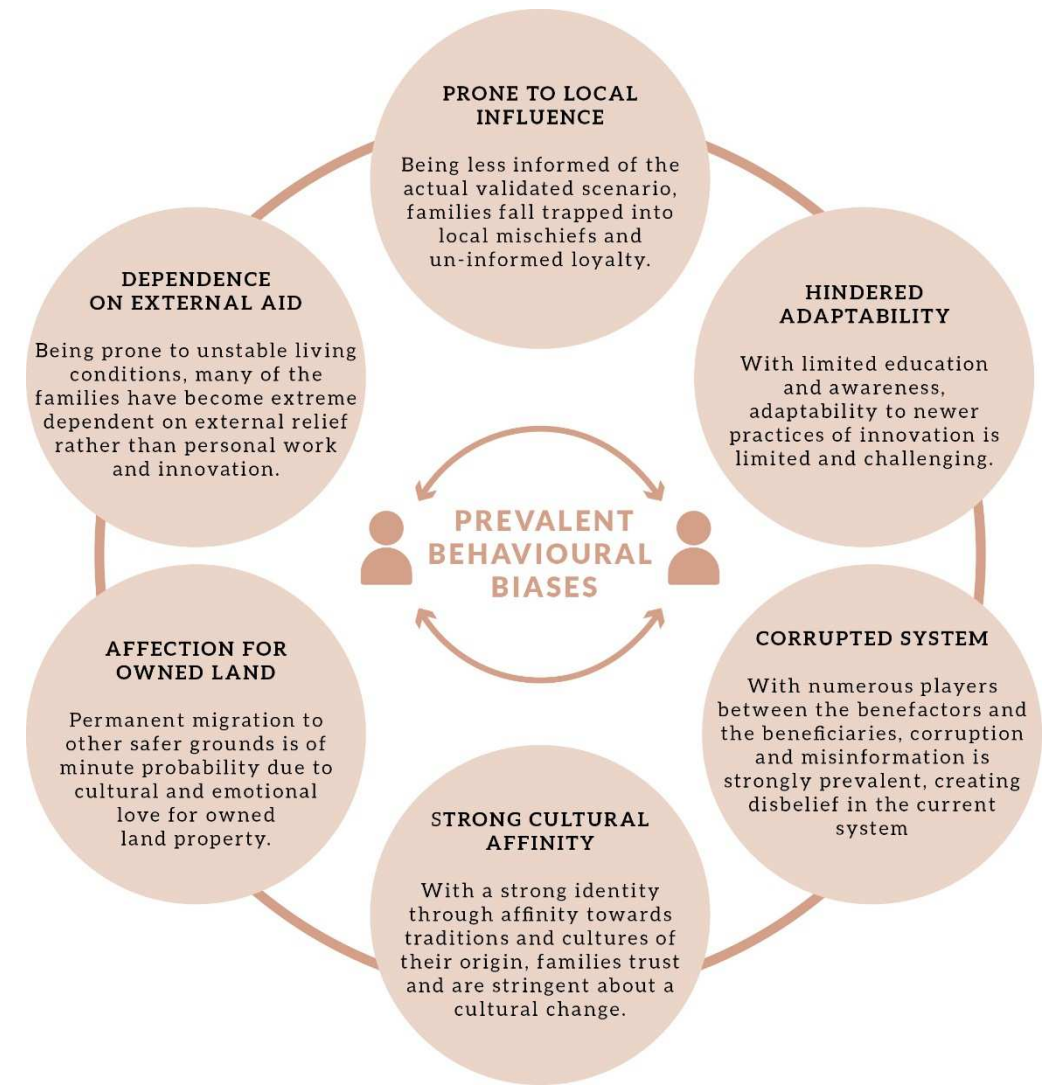 PRONE TO LOCAL
INFLUENCE
Being less informed of the
actual validated scenario,
families fall trapped into
local mischiefs and
un-informed loyalty.
HINDERED
ADAPTABILITY
With limited education
and awareness,
adaptability to newer
practices of innovation is
limited and challenging.
CORRUPTED SYSTEM
With numerous players
between the benefactors and
the beneficiaries, corruption
and misinformation is
strongly prevalent, creating
disbelief in the current
system
STRONG CULTURAL
AFFINITY
With a strong identity
through affinity towards
traditions and cultures of
their origin, families trust
and are stringent about a
cultural change.
AFFECTION FOR
OWNED LAND
Permanent migration to
other safer grounds is of
minute probability due to
cultural and emotional
love for owned
land property.
DEPENDENCE
ON EXTERNAL AID
Being prone to unstable living
conditions, many of the
families have become extreme
dependent on external relief
rather than personal work
and innovation.
PREVALENT
BEHAVIOURAL
BIASES